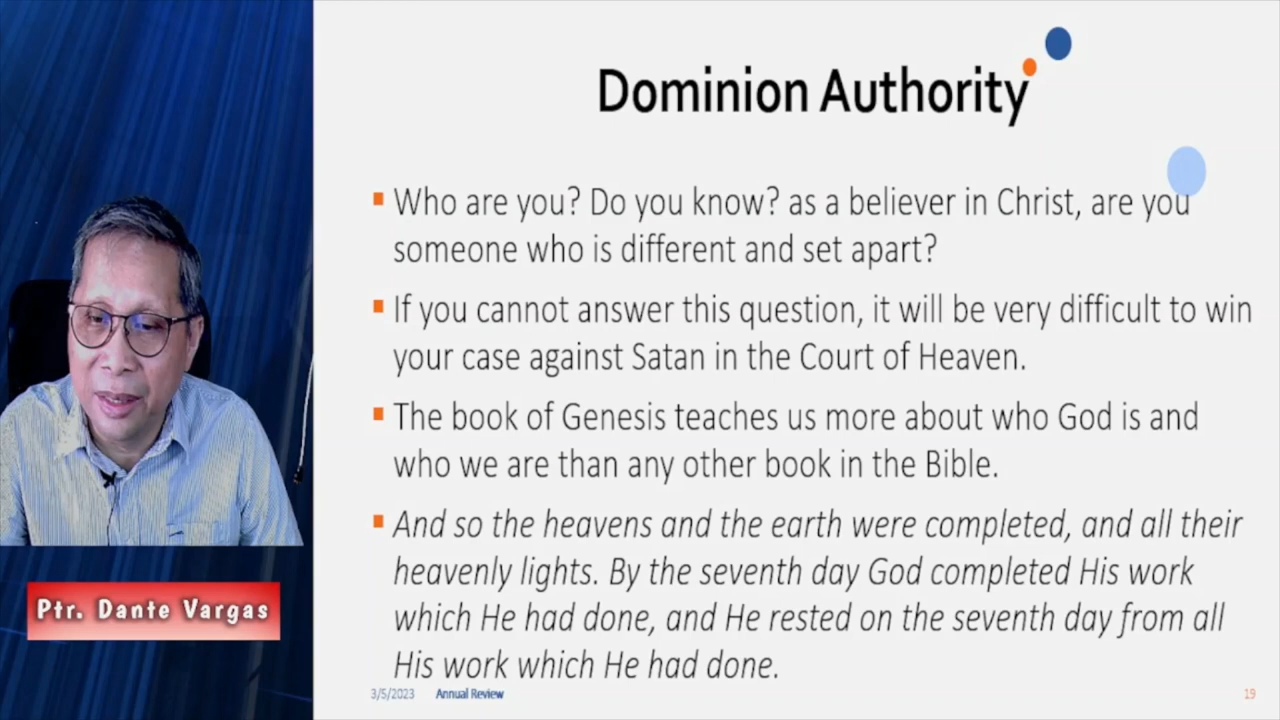 Dominion Authority
Who are you? Do you know? as a believer in Christ, are you
someone who is different and set apart?
If you cannot answer this question, it will be very difficult to win
your case against Satan in the Court of Heaven.
The book of Genesis teaches us more about who God is and
who we are than any other book in the Bible.
And so the heavens and the earth were completed, and all their
heavenly lights. By the seventh day God completed His work
which He had done, and He rested on the seventh day from all
His work which He had done.
3/5/2023 Annual Review 19
Ptr. Dante Vargas